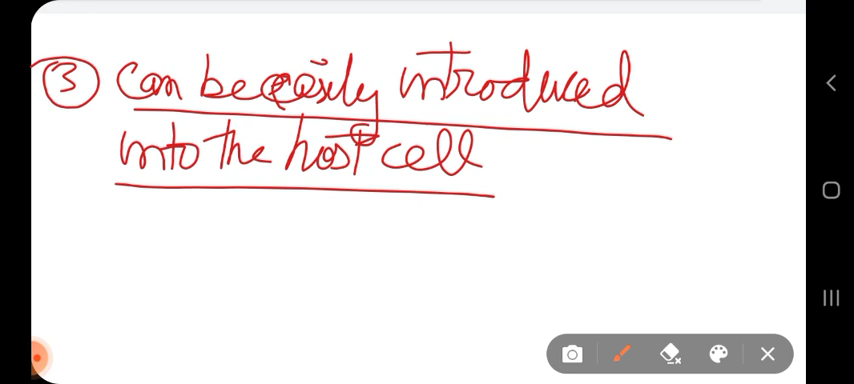 ③ Can be easily introduced
into the host cell